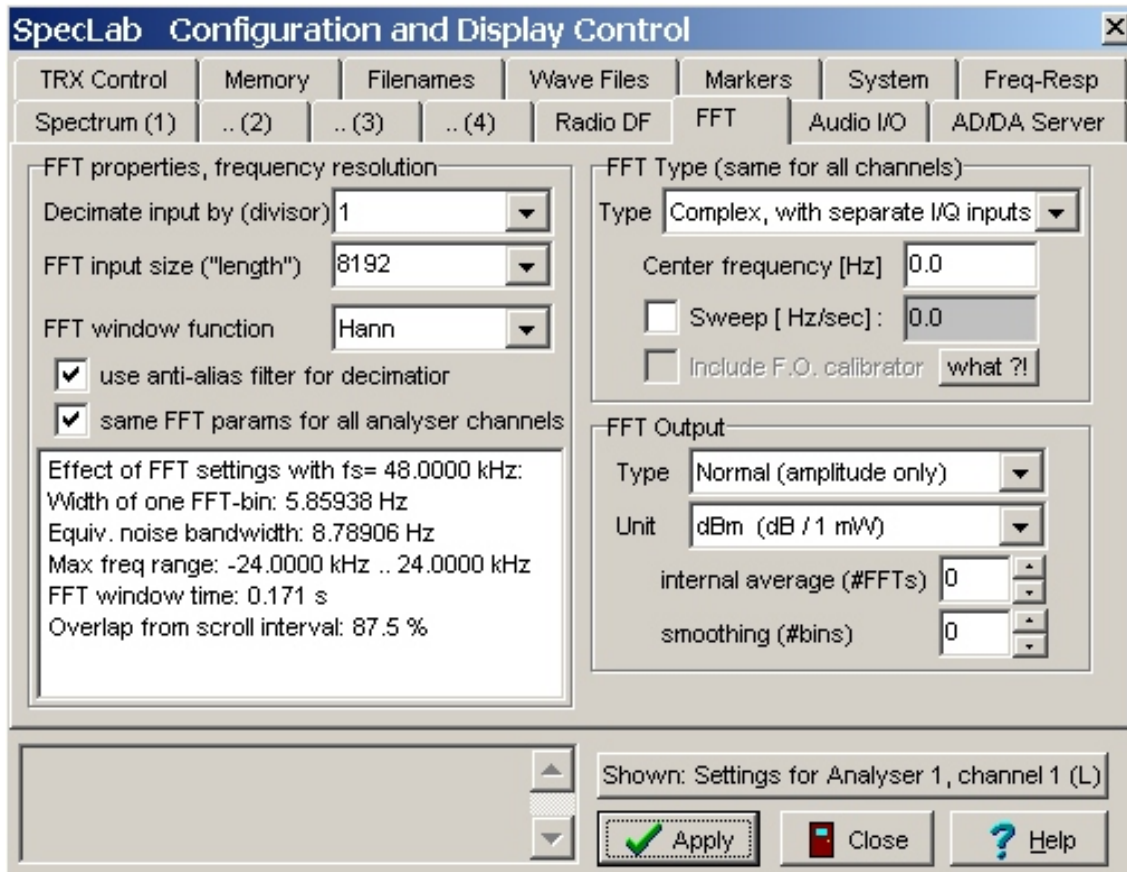 SpecLab   Configuration and Display Control
TRX Control Memory Filenames Wave Files Markers System Freq-Resp
Spectrum (1) .. (2) .. (3) .. (4) Radio DF FFT Audio I/O AD/DA Server
FFT properties, frequency resolution
Decimate input by (divisor) 1
FFT input size ("length") 8192
FFT window function Hann
use anti-alias filter for decimatior
same FFT params for all analyser channels
Effect of FFT settings with fs= 48.0000 kHz:
Width of one FFT-bin: 5.85938 Hz
Equiv. noise bandwidth: 8.78906 Hz
Max freq range: -24.0000 kHz .. 24.0000 kHz
FFT window time: 0.171 s
Overlap from scroll interval: 87.5 %
FFT Type (same for all channels)
Type Complex, with separate I/Q inputs
Center frequency [Hz] 0.0
Sweep [ Hz/sec] : 0.0
Include F.O. calibrator what ?!
FFT Output
Type Normal (amplitude only)
Unit dBm (dB / 1 mW)
internal average (#FFTs) 0
smoothing (#bins) 0
Shown: Settings for Analyser 1, channel 1 (L)
Apply Close Help